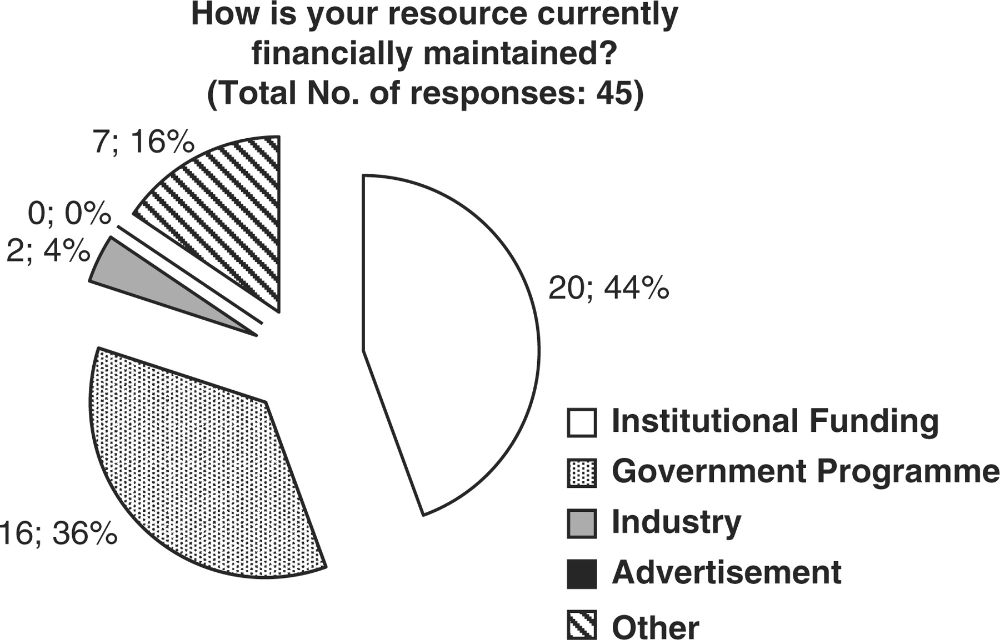 How is your resource currently
financially maintained?
(Total No. of responses: 45)
7; 16%
0; 0%
2; 4%
20; 44%
16; 36%
Institutional Funding
Government Programme
Industry
Advertisement
Other